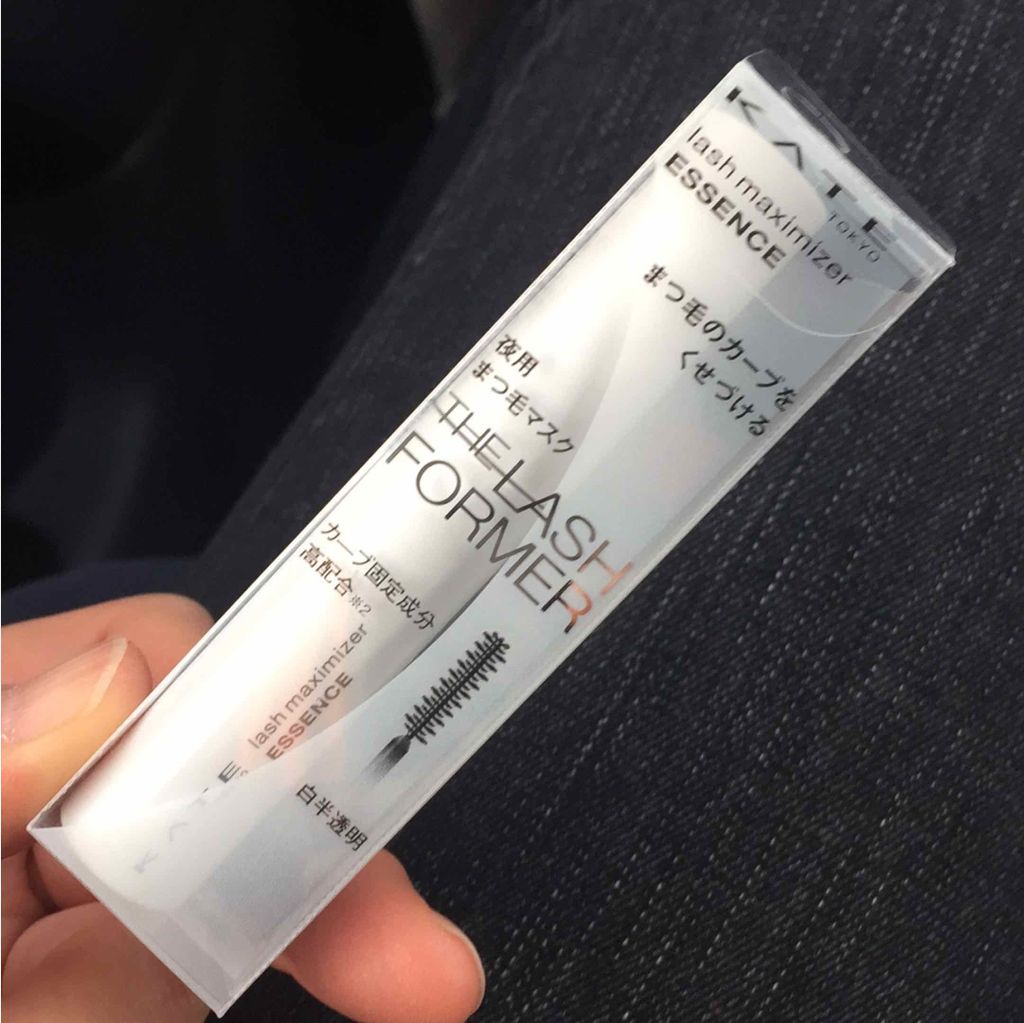 KATE
TOKYO
lash maximizer
ESSENCE
まつ毛のカーブを
くせづける
夜用
まつ毛マスク
THE LASH
FORMER
カーブ固定成分
高配合※2
lash maximizer
ESSENCE
KATE
白半透明